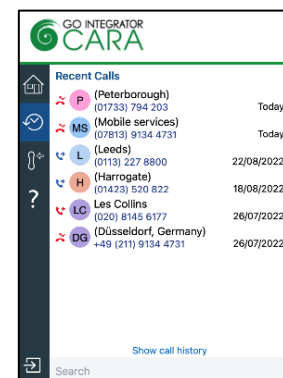 GO INTEGRATOR
CARA
Recent Calls
P (Peterborough)
(01733) 794 203 Today
MS (Mobile services)
(07813) 9134 4731 Today
L (Leeds)
(0113) 227 8800 22/08/2022
H (Harrogate)
(01423) 520 822 18/08/2022
LC Les Collins
(020) 8145 6177 26/07/2022
DG (Düsseldorf, Germany)
+49 (211) 9134 4731 26/07/2022
?
Show call history
Search